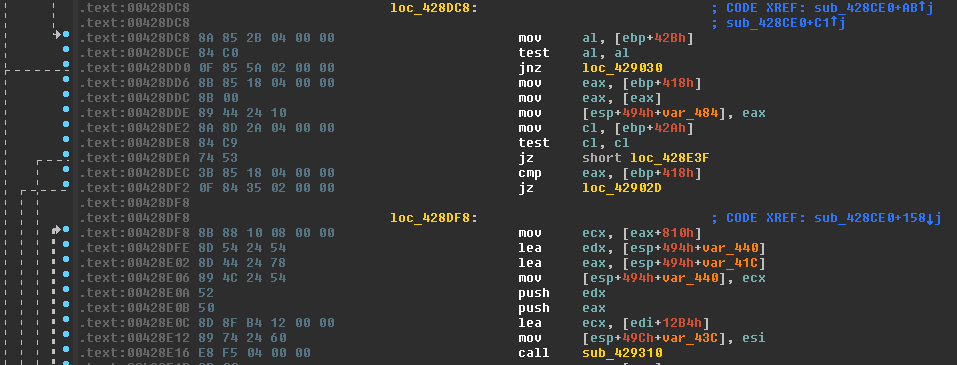 .text:00428DC8 loc_428DC8: ; CODE XREF: sub_428CE0+AB↑j
.text:00428DC8 ; sub_428CE0+C1↑j
.text:00428DC8 8A 85 2B 04 00 00 mov al, [ebp+42Bh]
.text:00428DCE 84 C0 test al, al
.text:00428DD0 0F 85 5A 02 00 00 jnz loc_429030
.text:00428DD6 8B 85 18 04 00 00 mov eax, [ebp+418h]
.text:00428DDC 8B 00 mov eax, [eax]
.text:00428DDE 89 44 24 10 mov [esp+494h+var_484], eax
.text:00428DE2 8A 8D 2A 04 00 00 mov cl, [ebp+42Ah]
.text:00428DE8 84 C9 test cl, cl
.text:00428DEA 74 53 jz short loc_428E3F
.text:00428DEC 3B 85 18 04 00 00 cmp eax, [ebp+418h]
.text:00428DF2 0F 84 35 02 00 00 jz loc_42902D
.text:00428DF8
.text:00428DF8 loc_428DF8: ; CODE XREF: sub_428CE0+158↓j
.text:00428DF8 8B 88 10 08 00 00 mov ecx, [eax+810h]
.text:00428DFE 8D 54 24 54 lea edx, [esp+494h+var_440]
.text:00428E02 8D 44 24 78 lea eax, [esp+494h+var_41C]
.text:00428E06 89 4C 24 54 mov [esp+494h+var_440], ecx
.text:00428E0A 52 push edx
.text:00428E0B 50 push eax
.text:00428E0C 8D 8F B4 12 00 00 lea ecx, [edi+12B4h]
.text:00428E12 89 74 24 60 mov [esp+49Ch+var_43C], esi
.text:00428E16 E8 F5 04 00 00 call sub_429310